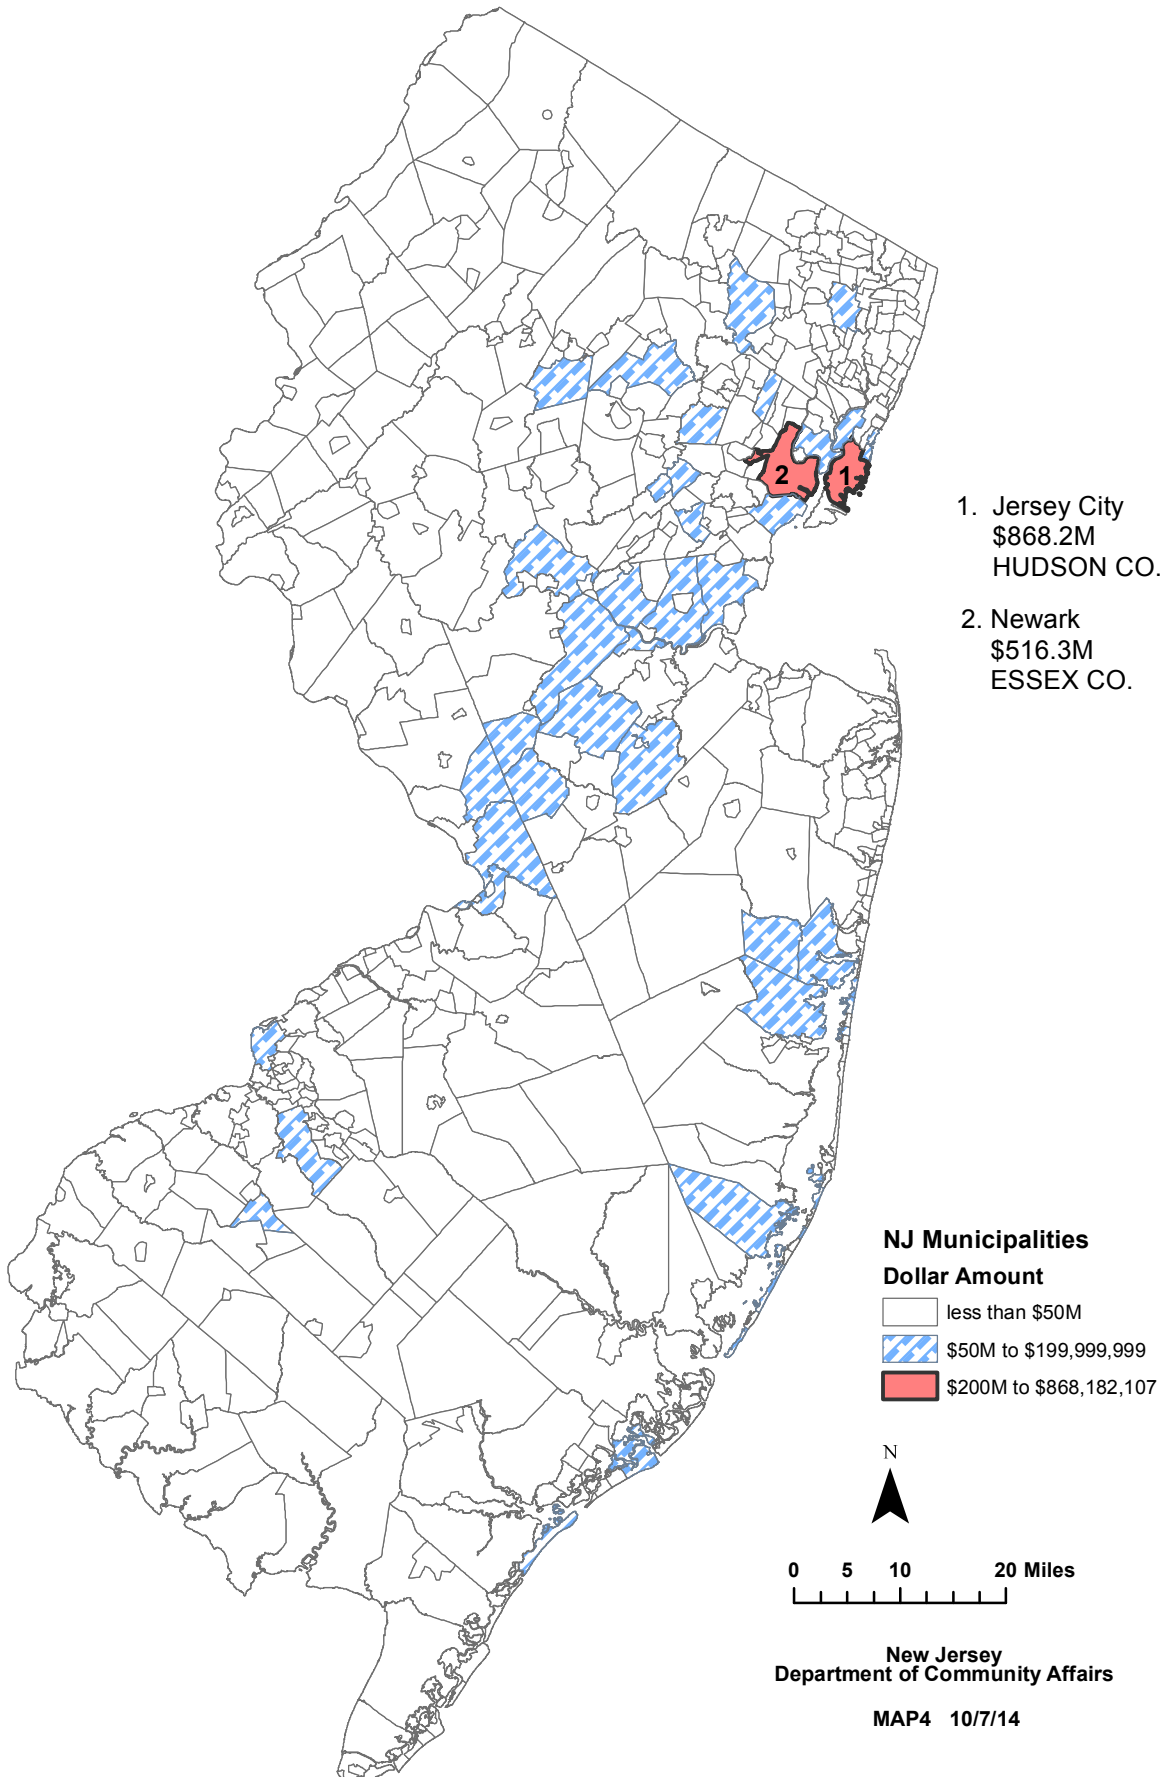 2
1
1. Jersey City
$868.2M
HUDSON CO.
2. Newark
$516.3M
ESSEX CO.
NJ Municipalities
Dollar Amount
less than $50M
$50M to $199,999,999
$200M to $868,182,107
N
0 5 10 20 Miles
New Jersey
Department of Community Affairs
MAP4 10/7/14